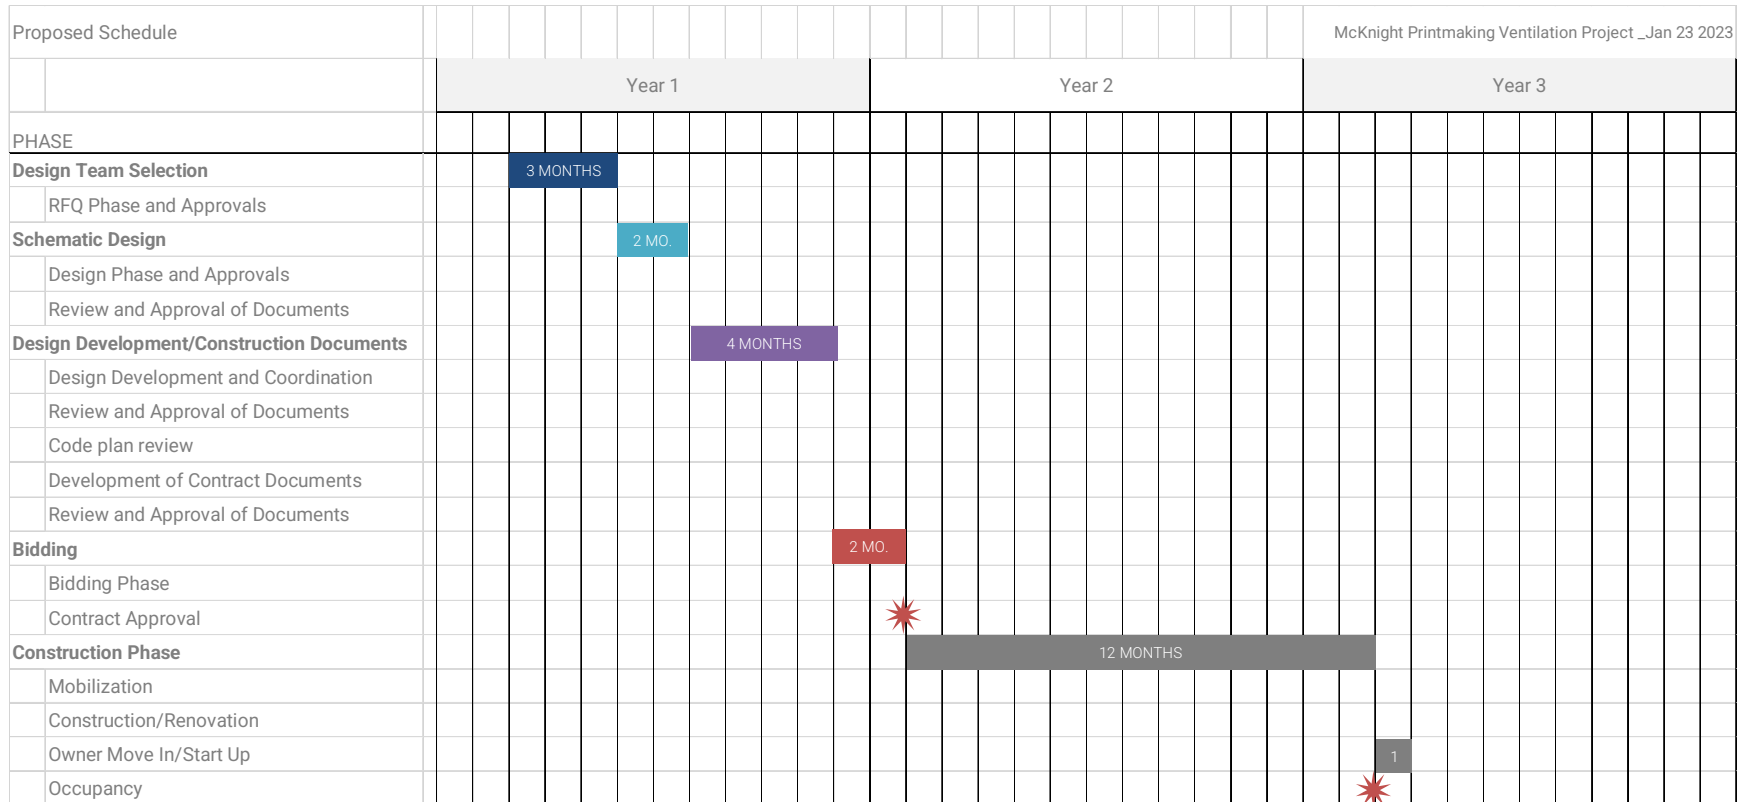 Proposed Schedule
McKnight Printmaking Ventilation Project _Jan 23 2023
Year 1
Year 2
Year 3
PHASE
Design Team Selection
3 MONTHS
RFQ Phase and Approvals
Schematic Design
2 MO.
Design Phase and Approvals
Review and Approval of Documents
Design Development/Construction Documents
4 MONTHS
Design Development and Coordination
Review and Approval of Documents
Code plan review
Development of Contract Documents
Review and Approval of Documents
Bidding
2 MO.
Bidding Phase
Contract Approval
Construction Phase
12 MONTHS
Mobilization
Construction/Renovation
Owner Move In/Start Up
1
Occupancy